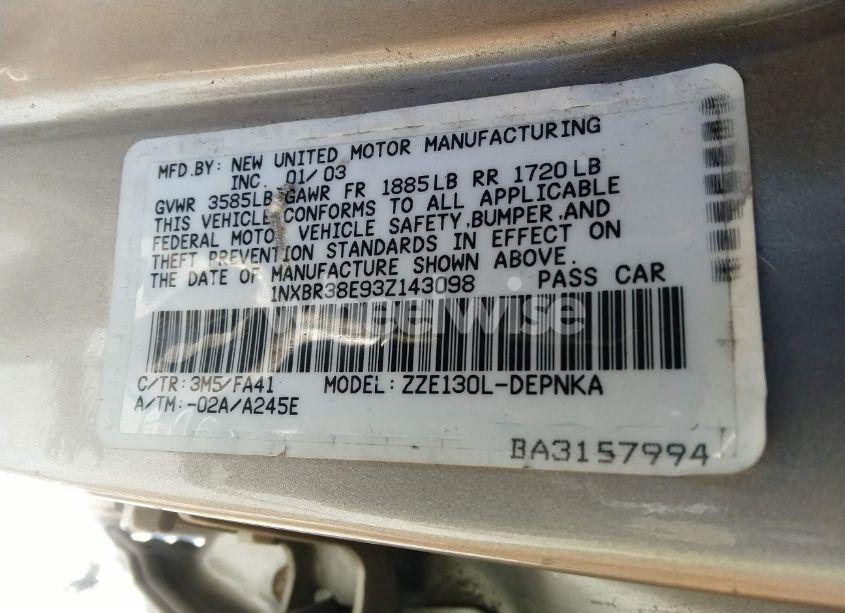 MFD.BY: NEW UNITED MOTOR MANUFACTURING
INC. 01/03
GVWR 3585LB GAWR FR 1885LB RR 1720LB
THIS VEHICLE CONFORMS TO ALL APPLICABLE
FEDERAL MOTOR VEHICLE SAFETY,BUMPER,AND
THEFT PREVENTION STANDARDS IN EFFECT ON
THE DATE OF MANUFACTURE SHOWN ABOVE.
1NXBR38E93Z143098 PASS CAR
wheelwise
C/TR:3M5/FA41 MODEL:ZZE130L-DEPNKA
A/TM:-02A/A245E
BA3157994